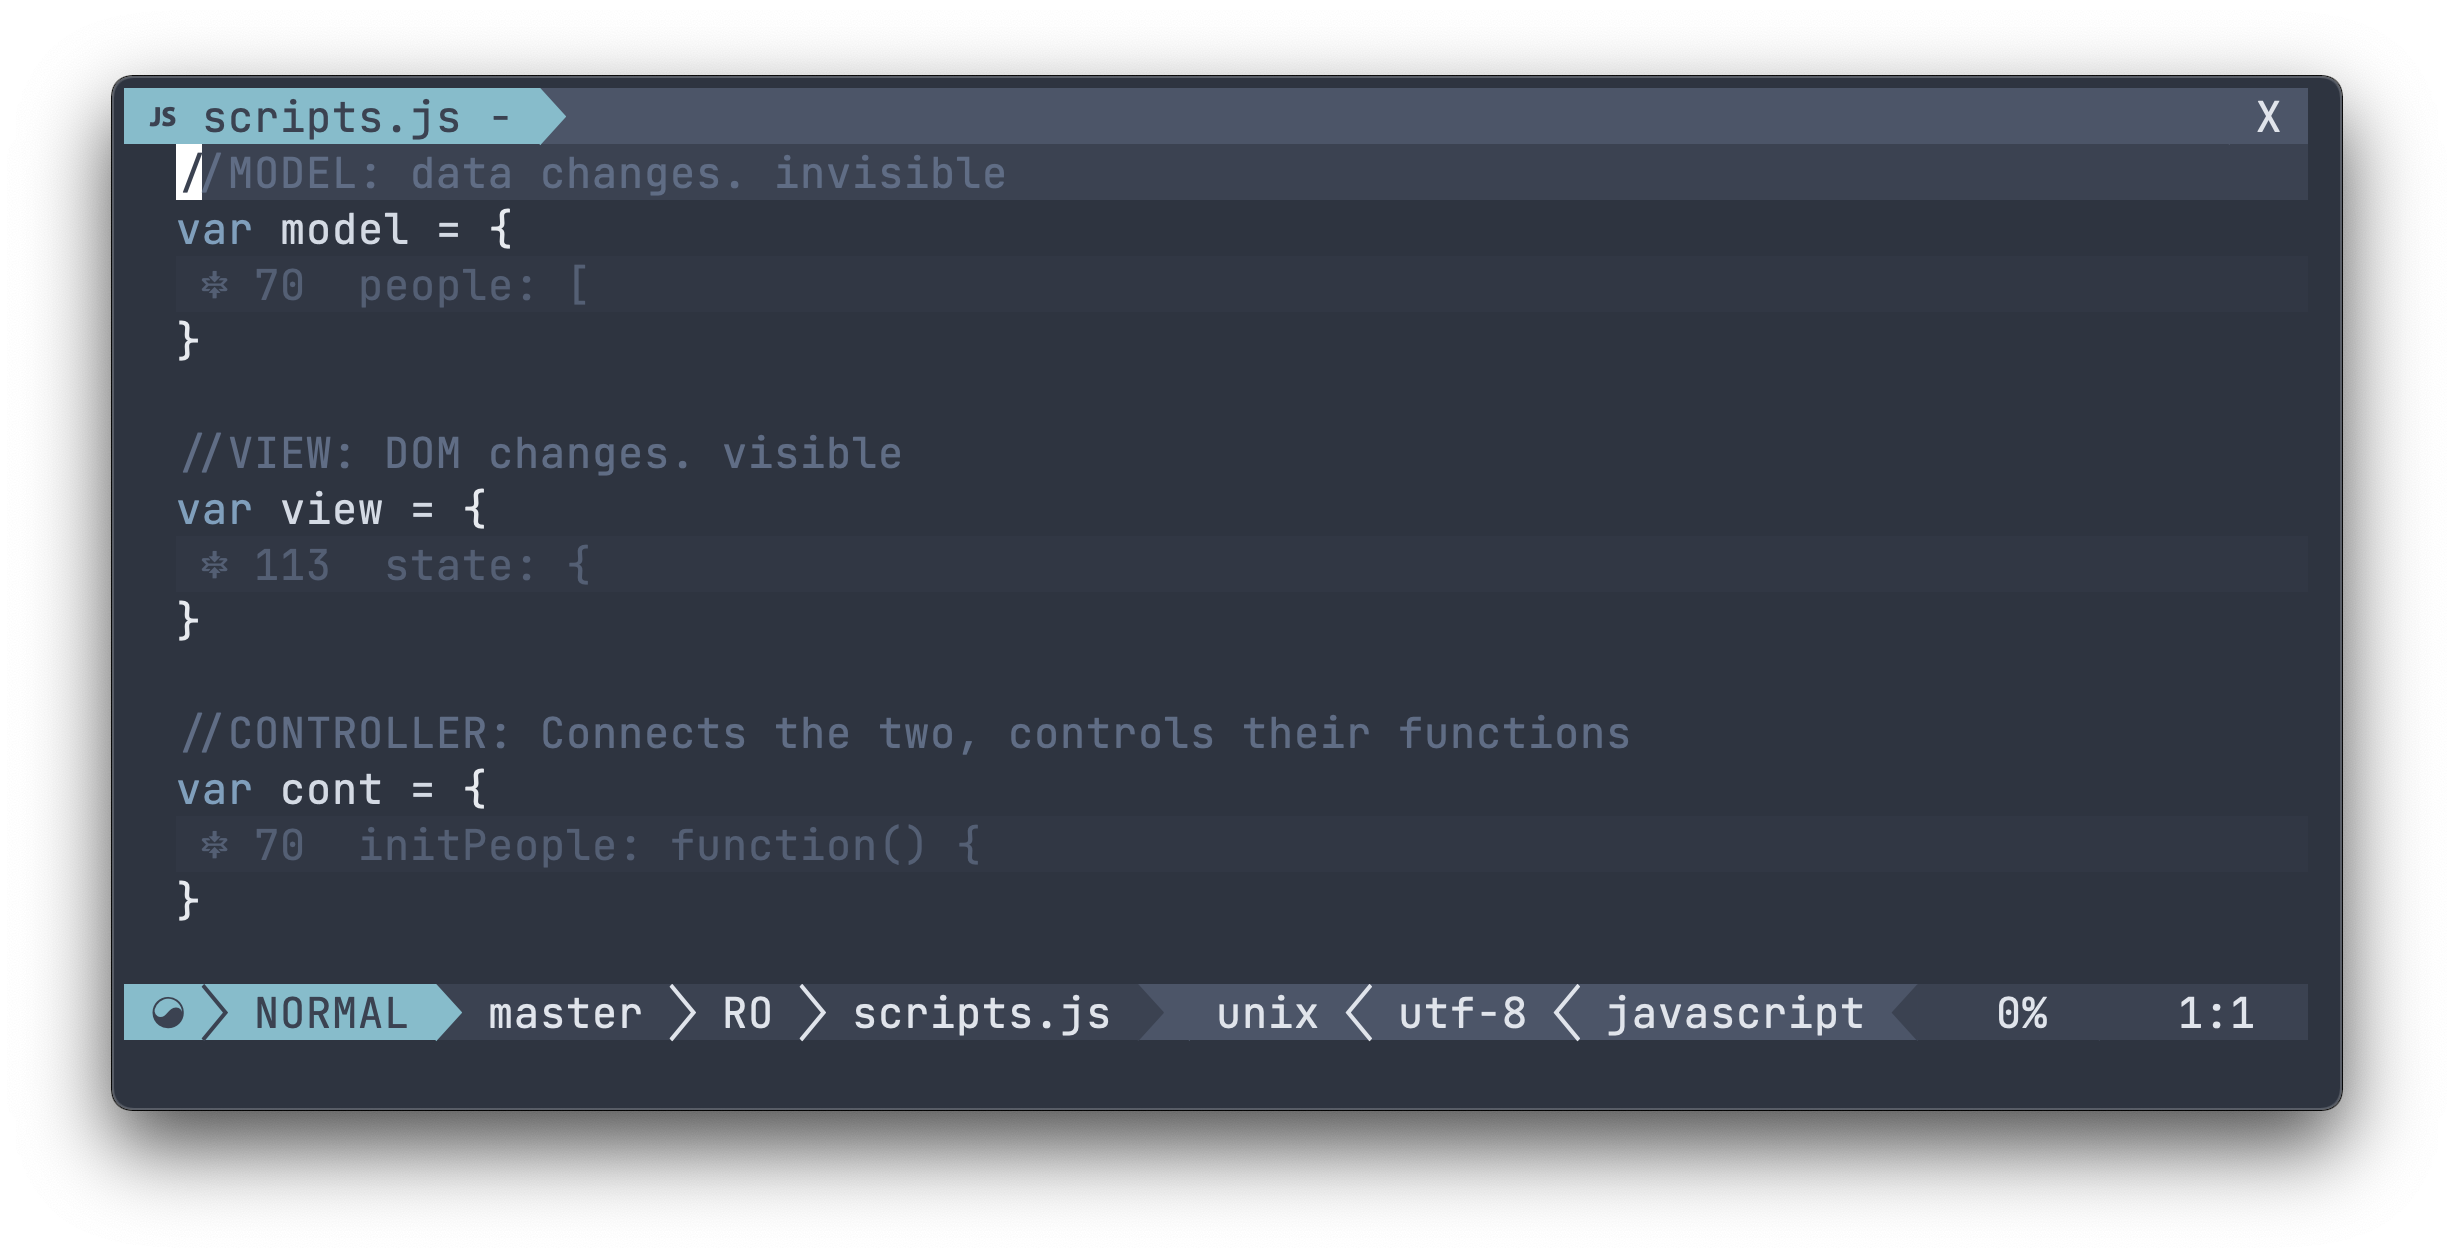 JS scripts.js - X
//MODEL: data changes. invisible
var model = {
70 people: [
}
//VIEW: DOM changes. visible
var view = {
113 state: {
}
//CONTROLLER: Connects the two, controls their functions
var cont = {
70 initPeople: function() {
}
NORMAL master RO scripts.js unix utf-8 javascript 0% 1:1